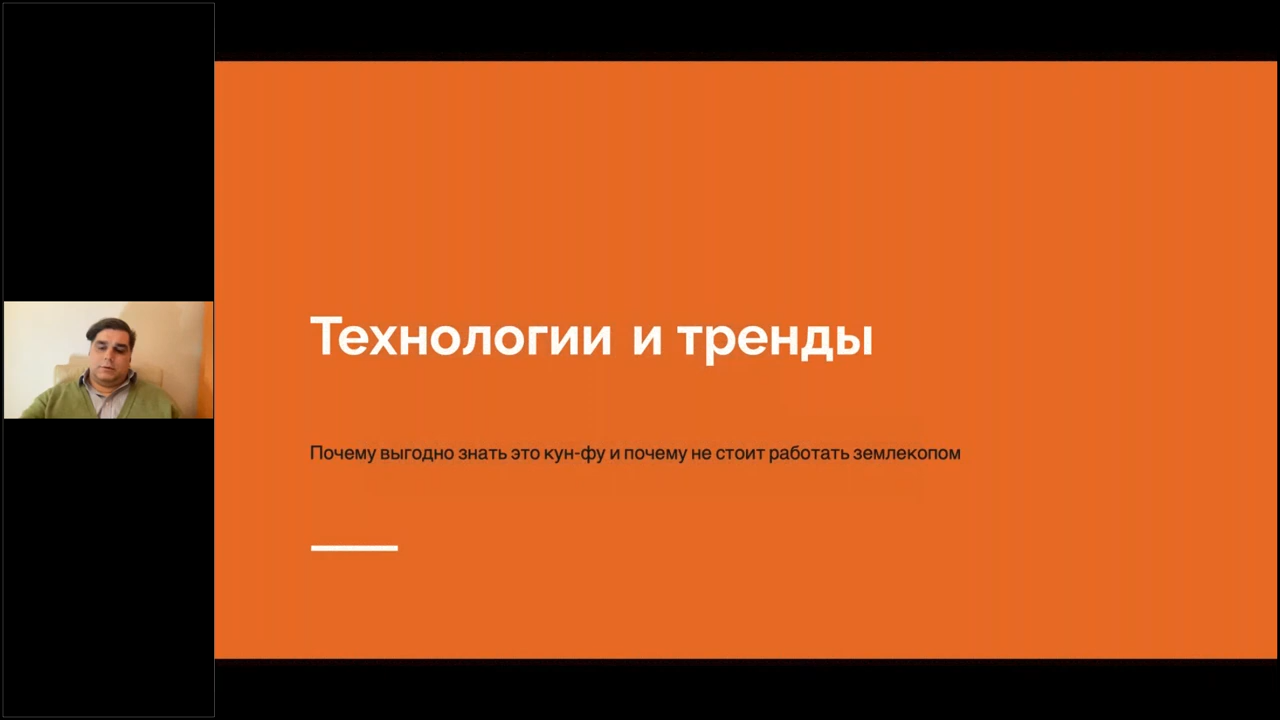 Технологии и тренды
Почему выгодно знать это кун-фу и почему не стоит работать землекопом